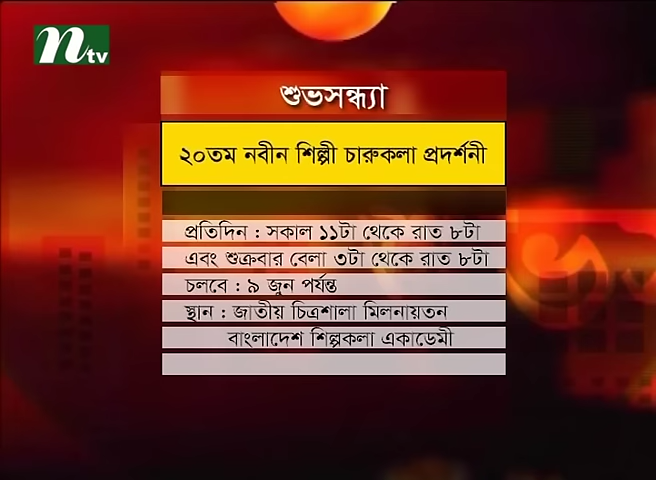 ntv
শুভসন্ধ্যা
২০তম নবীন শিল্পী চারুকলা প্রদর্শনী
প্রতিদিন : সকাল ১১টা থেকে রাত ৮টা
এবং শুক্রবার বেলা ৩টা থেকে রাত ৮টা
চলবে : ৯ জুন পর্যন্ত
স্থান : জাতীয় চিত্রশালা মিলনায়তন
বাংলাদেশ শিল্পকলা একাডেমী